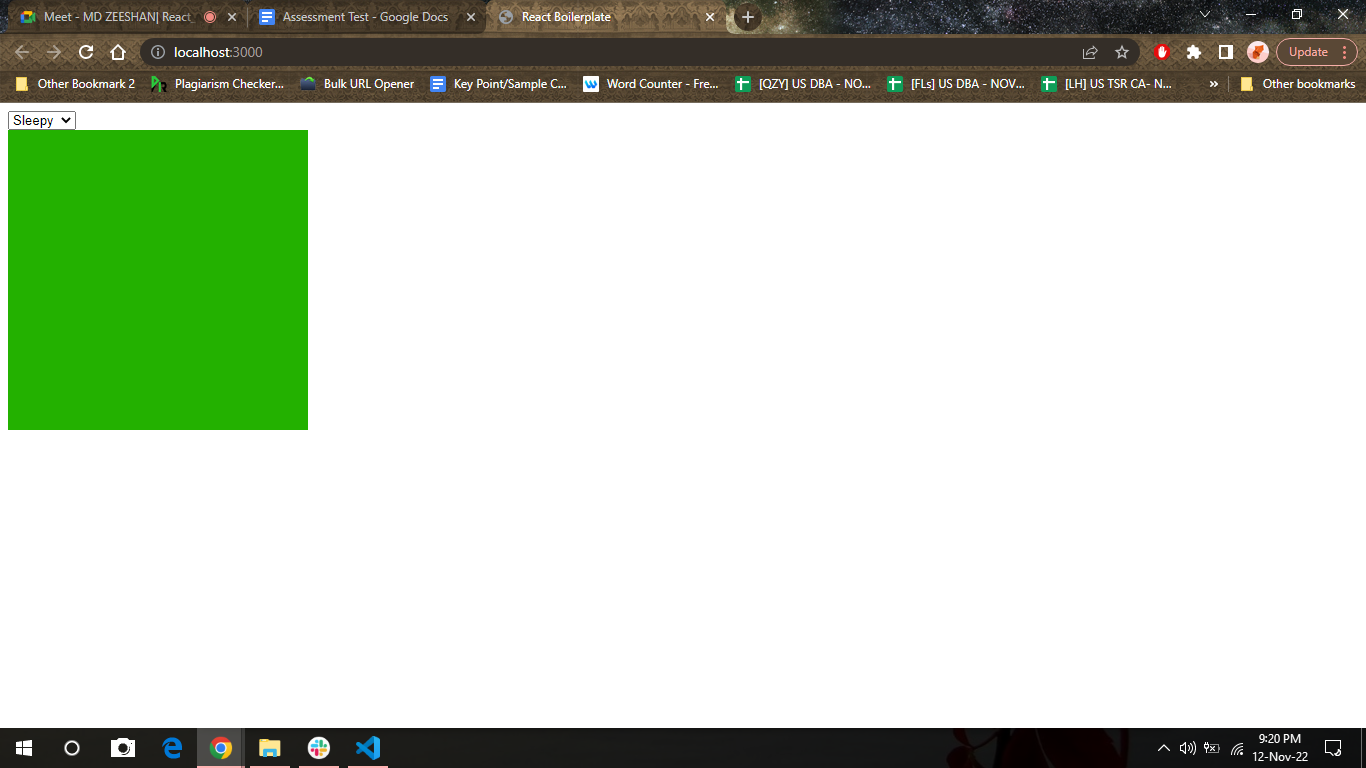 Meet - MD ZEESHAN| React
Assessment Test - Google Docs
React Boilerplate
localhost:3000
Update
Other Bookmark 2
Plagiarism Checker...
Bulk URL Opener
Key Point/Sample C...
Word Counter - Fre...
[QZY] US DBA - NO...
[FLs] US DBA - NOV...
[LH] US TSR CA- N...
Other bookmarks
Sleepy
9:20 PM
12-Nov-22